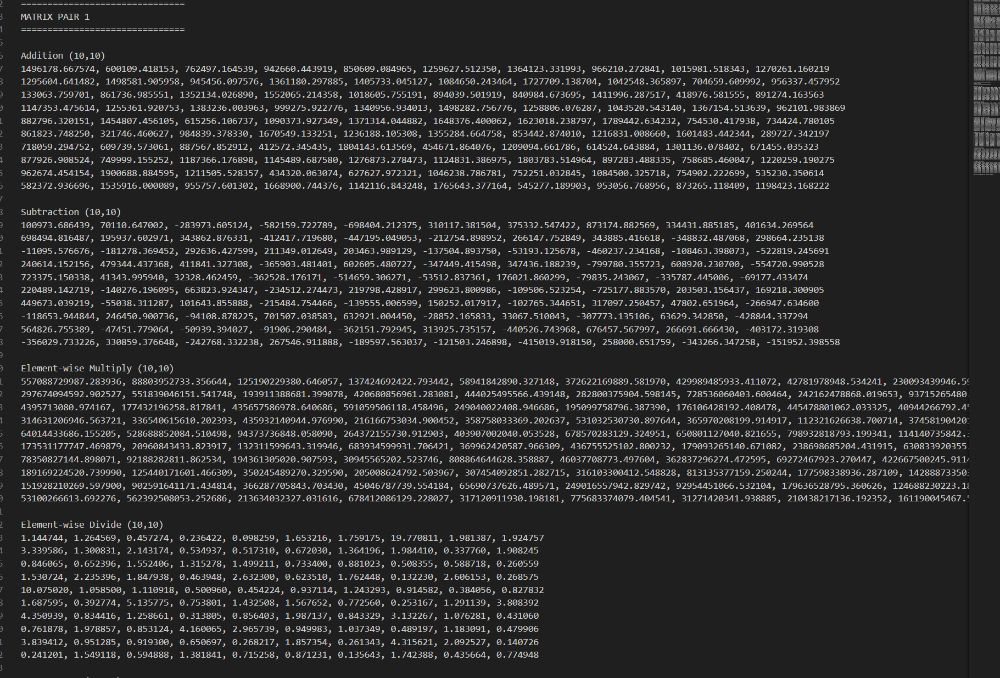 ==============================
MATRIX PAIR 1
==============================
Addition (10,10)
1496178.667574, 600109.418153, 762497.164539, 942660.443919, 850609.084965, 1259627.512350, 1364123.331993, 966210.272841, 1015981.518343, 1270261.160219
1295604.641482, 1498581.905958, 945456.097576, 1361180.297885, 1405733.045127, 1084650.243464, 1727709.138704, 1042548.365897, 704659.609992, 956337.457952
133063.759701, 861736.985551, 1352134.026890, 1552065.214358, 1018605.755191, 894039.501919, 840984.673695, 1411996.287517, 418976.581555, 891274.163563
1147353.475614, 1255361.920753, 1383236.003963, 999275.922776, 1340956.934013, 1498282.756776, 1258806.076287, 1043520.543140, 1367154.513639, 962101.983869
882796.320151, 1454807.456105, 615256.106737, 1090373.927349, 1371314.044882, 1648376.400062, 1623018.238797, 1789442.634232, 754530.417938, 734424.780105
861823.748250, 321746.460627, 984839.378330, 1670549.133251, 1236188.105308, 1355284.664758, 853442.874010, 1216831.008660, 1601483.442344, 289727.342197
718059.294752, 609739.573061, 887567.852912, 412572.345435, 1804143.613569, 454671.864076, 1209094.661786, 614524.643884, 1301136.078402, 671455.035323
877926.908524, 749999.155252, 1187366.176898, 1145489.687580, 1276873.278473, 1124831.386975, 1803783.514964, 897283.488335, 758685.460047, 1220259.190275
962674.454154, 1900688.884595, 1211505.528357, 434320.063074, 627627.972321, 1046238.786781, 752251.032845, 1084500.325718, 754902.222699, 535230.350614
582372.936696, 1535916.000089, 955757.601302, 1668900.744376, 1142116.843248, 1765643.377164, 545277.189903, 953056.768956, 873265.118409, 1198423.168222
Subtraction (10,10)
100973.686439, 70110.647002, -283973.605124, -582159.722789, -698404.212375, 310117.381504, 375332.547422, 873174.882569, 334431.885185, 401634.269564
698494.816487, 195937.602971, 343862.876331, -412417.719680, -447195.049053, -212754.898952, 266147.752849, 343885.416618, -348832.487068, 298664.235138
-11095.576676, -181278.369452, 292636.427599, 211349.012649, 203463.989129, -137504.893750, -53193.125678, -460237.234168, -108463.398073, -522819.245691
240614.152156, 479344.437368, 411841.327308, -365903.481401, 602605.480727, -347449.415498, 347436.188239, -799780.355723, 608920.230700, -554720.990528
723375.150338, 41343.995940, 32328.462459, -362528.176171, -514659.306271, -53512.837361, 176021.860299, -79835.243067, -335787.445006, -69177.433474
220489.142719, -140276.196095, 663823.924347, -234512.274473, 219798.428917, 299623.800986, -109506.523254, -725177.883570, 203503.156437, 169218.300905
449673.039219, -55038.311287, 101643.855888, -215484.754466, -139555.006599, 150252.017917, -102765.344651, 317097.250457, 47802.651964, -266947.634600
-118653.944844, 246450.900736, -94108.878225, 701507.038583, 632921.004450, -28852.165833, 33067.510043, -307773.135106, 63629.342850, -428844.337294
564826.755389, -47451.779064, -50939.394027, -91906.290484, -362151.792945, 313925.735157, -440526.743968, 676457.567997, 266691.666430, -403172.319308
-356029.733226, 330859.376648, -242768.332238, 267546.911888, -189597.563037, -121503.246898, -415019.918150, 258000.651759, -343266.347258, -151952.398558
Element-wise Multiply (10,10)
557088729987.283936, 88803952733.356644, 125190229380.646057, 137424692422.793442, 58941842890.327148, 372622169889.581970, 429989485933.411072, 42781978948.534241, 230093439946.59
297674094592.902527, 551839046151.541748, 193911388681.399078, 420680856961.283081, 444025495566.439148, 282800375904.598145, 728536060403.600464, 242162478868.019653, 93715265480.
4395713080.974167, 177432196258.817841, 435657586978.640686, 591059506118.458496, 249040022408.946686, 195099758796.387390, 176106428192.408478, 445478801062.033325, 40944266792.45
314631206946.563721, 336540615610.202393, 435932140944.976990, 216166753034.900452, 358758033369.202637, 531032530730.897644, 365970208199.914917, 112321626638.700714, 374581904201
64014433686.155205, 528688852084.510498, 94373736848.058090, 264372155730.912903, 403907002040.053528, 678570283129.324951, 650801127040.821655, 798932818793.199341, 114140735842.
173531177747.469879, 20960843433.823917, 132311599643.319946, 683934599931.706421, 369962420587.966309, 436755525102.800232, 179093265140.671082, 238698685204.431915, 630833920355.
78350827144.898071, 92188282811.862534, 194361305020.907593, 30945565202.523746, 808864644628.358887, 46037708773.497604, 362837296274.472595, 69272467923.270447, 422667500245.914
189169224520.739990, 125440171601.466309, 350245489270.329590, 205008624792.503967, 307454092851.282715, 316103300412.548828, 813135377159.250244, 177598338936.287109, 14288873350
151928210269.597900, 902591641171.434814, 366287705843.703430, 45046787739.554184, 65690737626.489571, 249016557942.829742, 92954451066.532104, 179636528795.360626, 124688230223.18
53100266613.692276, 562392508053.252686, 213634032327.031616, 678412086129.228027, 317120911930.198181, 775683374079.404541, 31271420341.938885, 210438217136.192352, 161190045467.
Element-wise Divide (10,10)
1.144744, 1.264569, 0.457274, 0.236422, 0.098259, 1.653216, 1.759175, 19.770811, 1.981387, 1.924757
3.339586, 1.300831, 2.143174, 0.534937, 0.517310, 0.672030, 1.364196, 1.984410, 0.337760, 1.908245
0.846065, 0.652396, 1.552406, 1.315278, 1.499211, 0.733400, 0.881023, 0.508355, 0.588718, 0.260559
1.530724, 2.235396, 1.847938, 0.463948, 2.632300, 0.623510, 1.762448, 0.132230, 2.606153, 0.268575
10.075020, 1.058500, 1.110918, 0.500960, 0.454224, 0.937114, 1.243293, 0.914582, 0.384056, 0.827832
1.687595, 0.392774, 5.135775, 0.753801, 1.432508, 1.567652, 0.772560, 0.253167, 1.291139, 3.808392
4.350939, 0.834416, 1.258661, 0.313805, 0.856403, 1.987137, 0.843329, 3.132267, 1.076281, 0.431060
0.761878, 1.978857, 0.853124, 4.160065, 2.965739, 0.949983, 1.037349, 0.489197, 1.183091, 0.479906
3.839412, 0.951285, 0.919300, 0.650697, 0.268217, 1.857354, 0.261343, 4.315621, 2.092527, 0.140726
0.241201, 1.549118, 0.594888, 1.381841, 0.715258, 0.871231, 0.135643, 1.742388, 0.435664, 0.774948